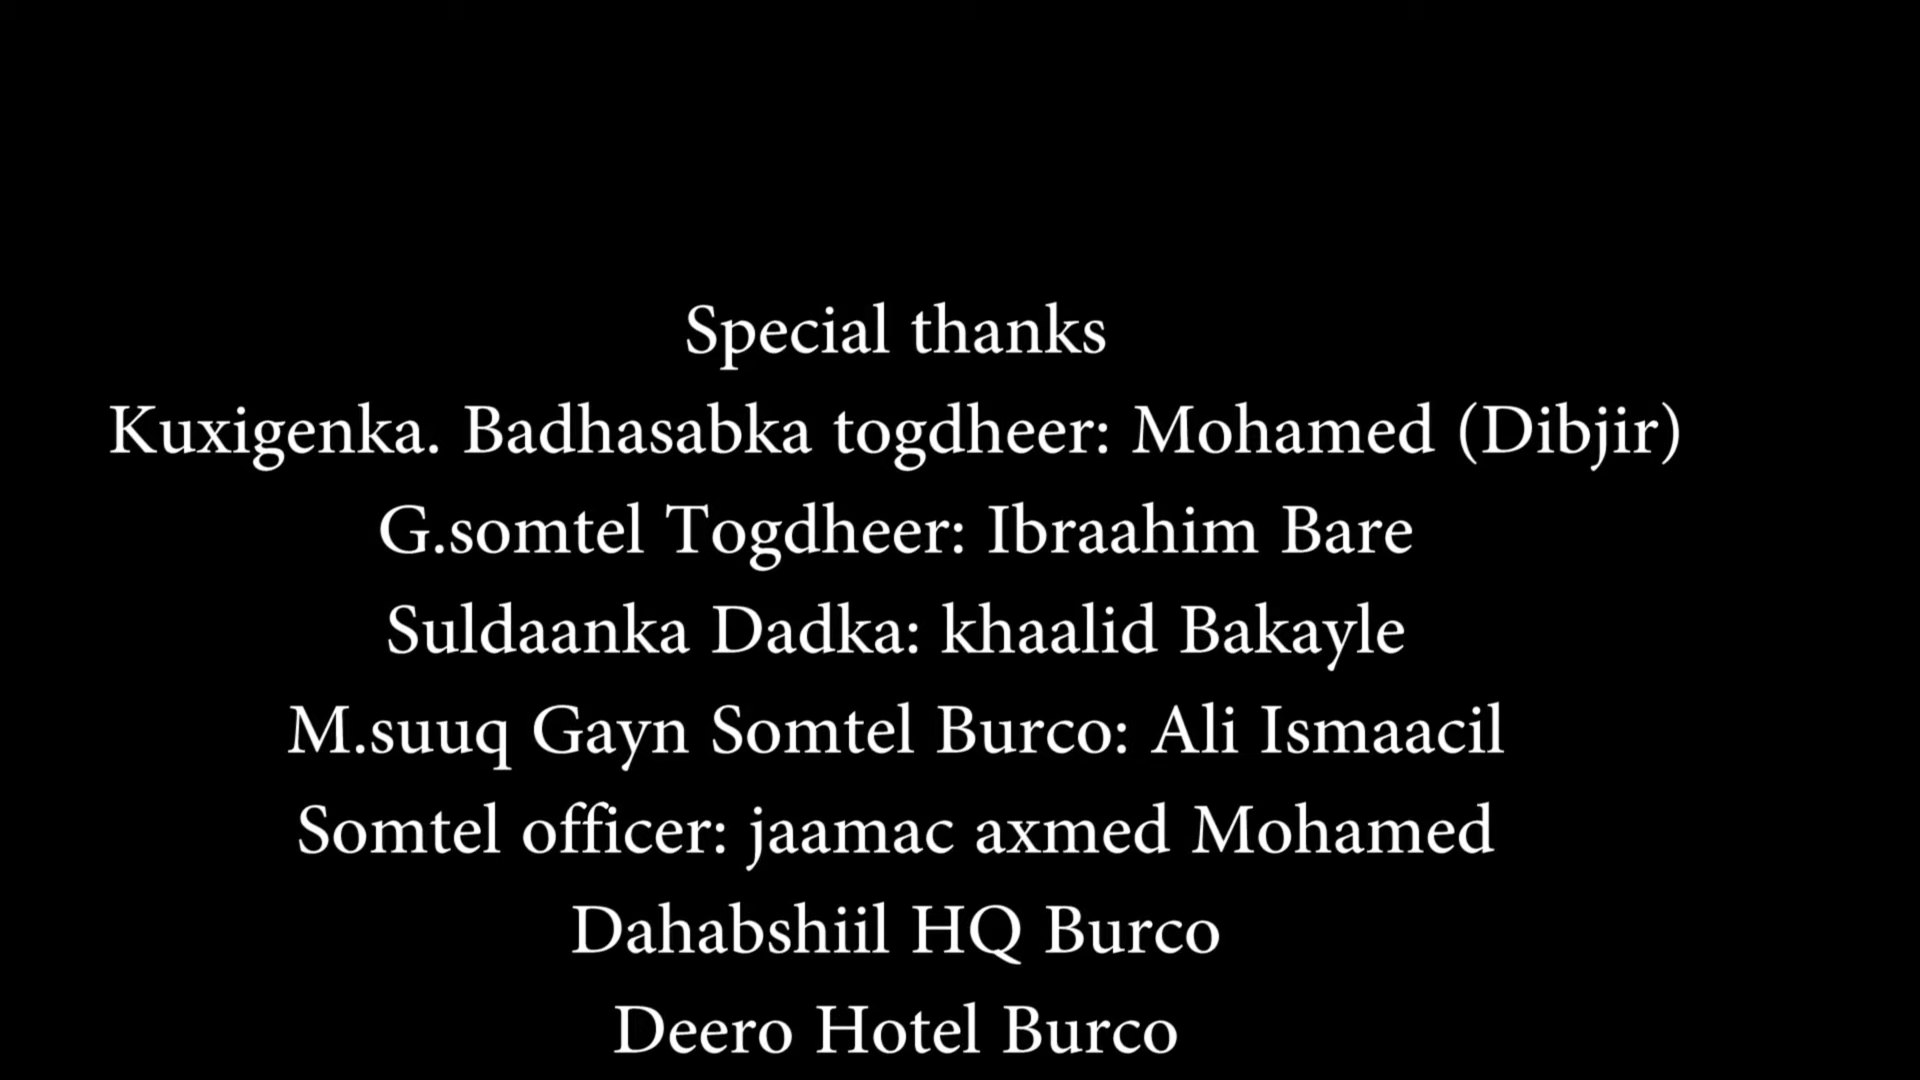 Special thanks
Kuxigenka. Badhasabka togdheer: Mohamed (Dibjir)
G.somtel Togdheer: Ibraahim Bare
Suldaanka Dadka: khaalid Bakayle
M.suuq Gayn Somtel Burco: Ali Ismaacil
Somtel officer: jaamac axmed Mohamed
Dahabshiil HQ Burco
Deero Hotel Burco